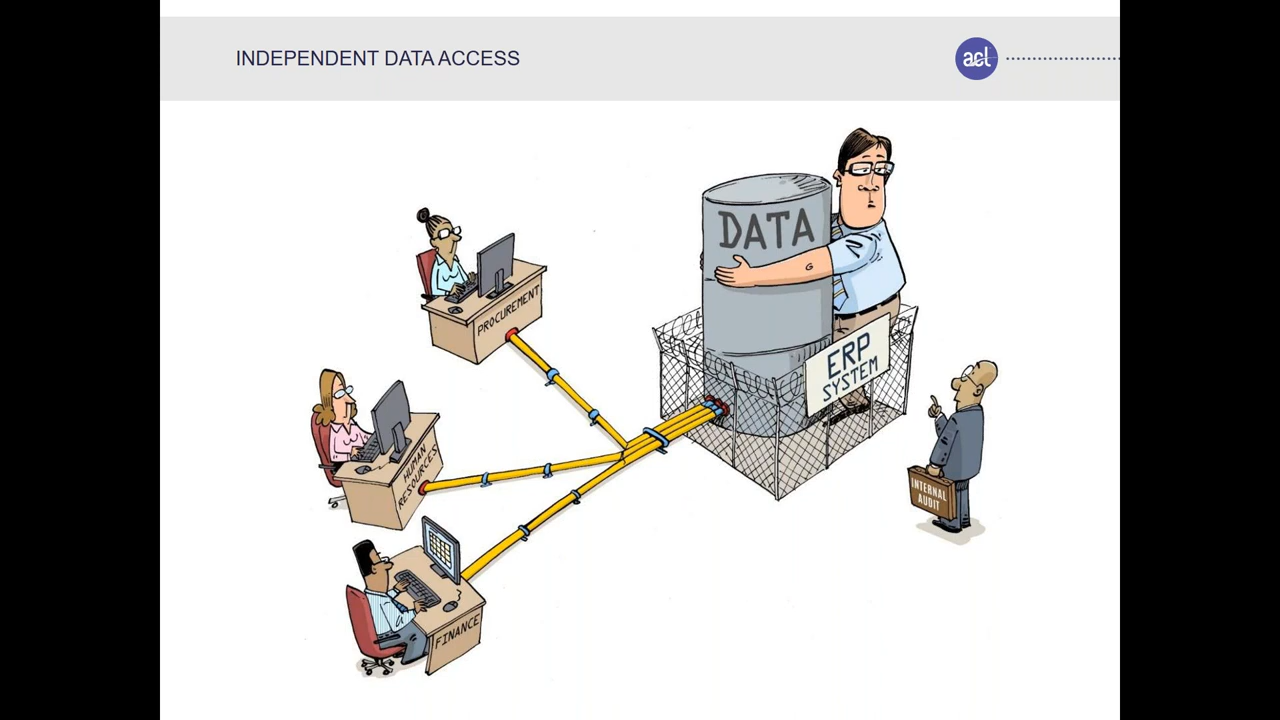 INDEPENDENT DATA ACCESS
acl
DATA
PROCUREMENT
ERP
SYSTEM
HUMAN
RESOURCES
INTERNAL
AUDIT
FINANCE